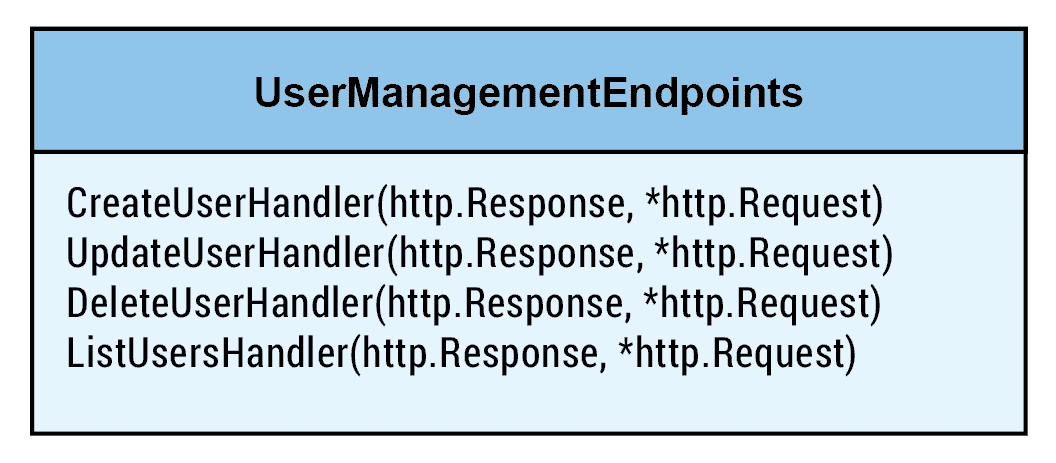 UserManagementEndpoints
CreateUserHandler(http.Response, *http.Request)
UpdateUserHandler(http.Response, *http.Request)
DeleteUserHandler(http.Response, *http.Request)
ListUsersHandler(http.Response, *http.Request)